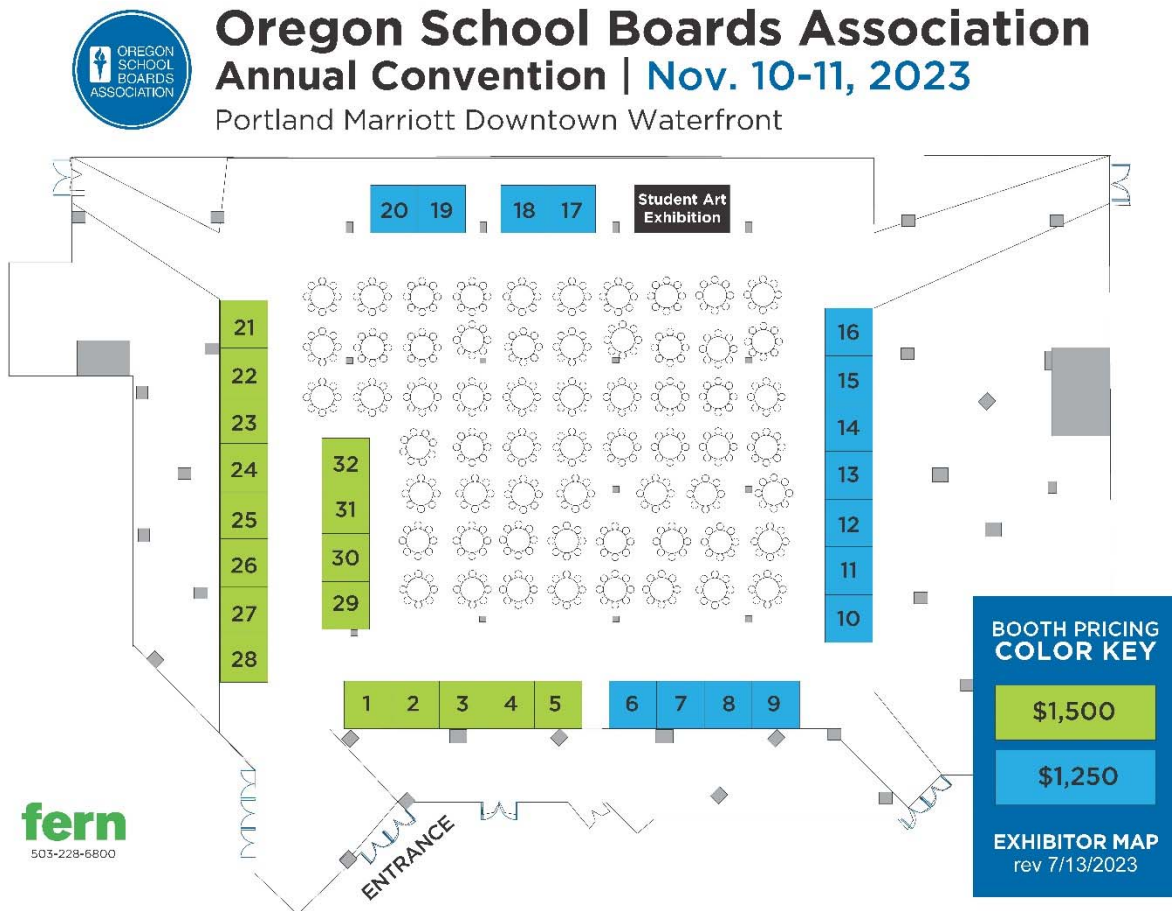 OREGON
SCHOOL
BOARDS
ASSOCIATION
Oregon School Boards Association
Annual Convention | Nov. 10-11, 2023
Portland Marriott Downtown Waterfront
20 19 18 17
Student Art
Exhibition
21
22
23
24
25
26
27
28
32
31
30
29
16
15
14
13
12
11
10
1 2 3 4 5 6 7 8 9
ENTRANCE
BOOTH PRICING
COLOR KEY
$1,500
$1,250
EXHIBITOR MAP
rev 7/13/2023
fern
503-228-6800